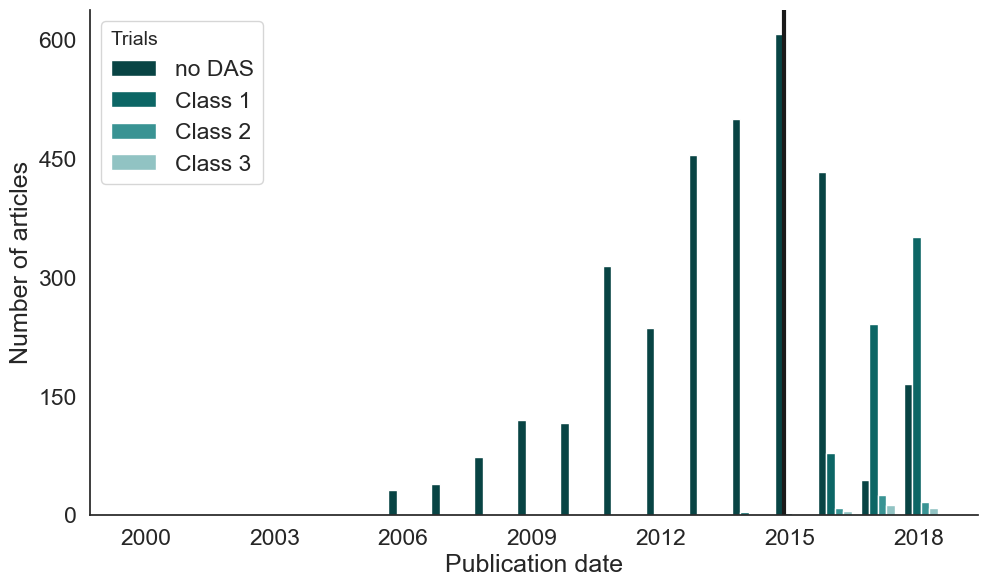 Trials
no DAS
Class 1
Class 2
Class 3
600
450
300
150
0
Number of articles
2000 2003 2006 2009 2012 2015 2018
Publication date